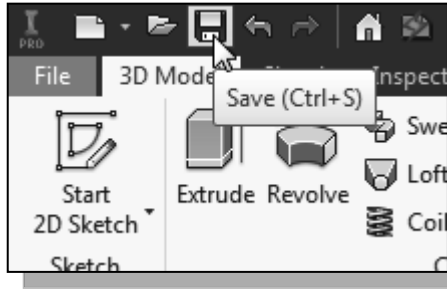 PRO
File 3D Mode Inspect
Save (Ctrl+S)
Start
2D Sketch
Extrude Revolve
Swe
Loft
Coil
Sketch